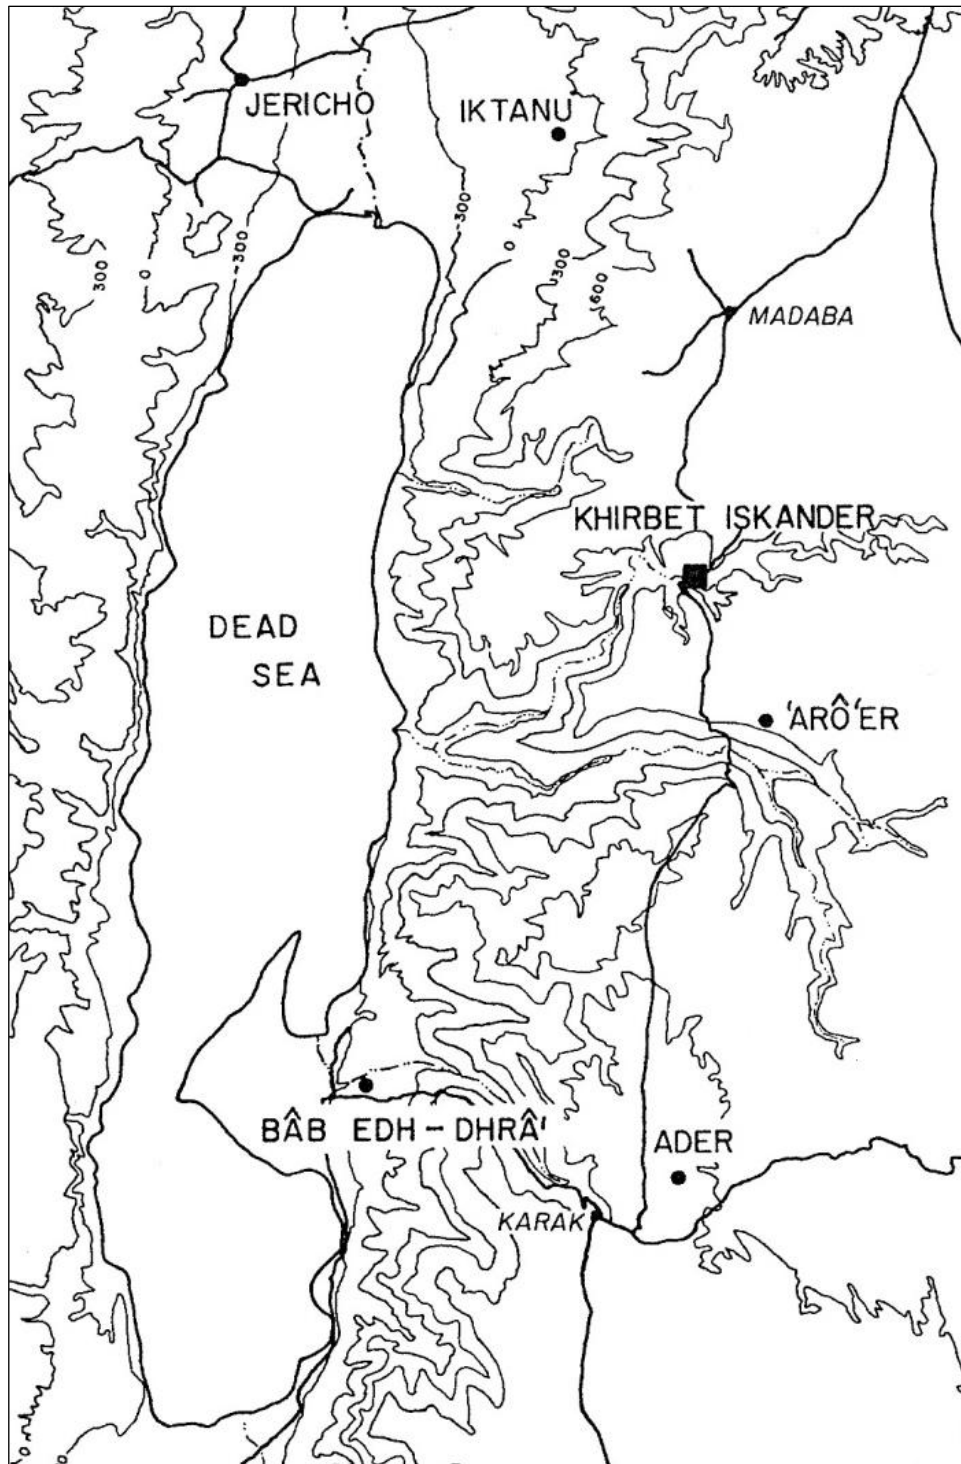 JERICHO
IKTANU
300
0
-300
-300
0
300
600
MADABA
KHIRBET ISKANDER
DEAD
SEA
'ARÔ'ER
BÂB EDH-DHRÂ'
ADER
KARAK
0